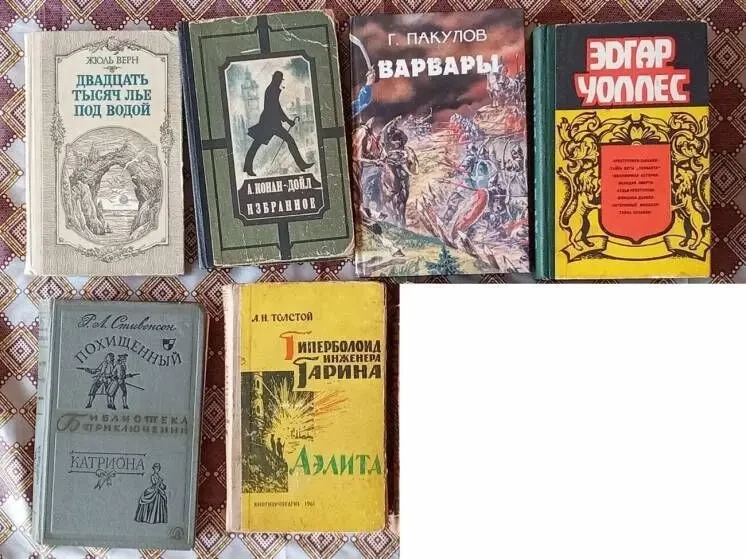 ЖЮЛЬ ВЕРН
ДВАДЦАТЬ
ТЫСЯЧ ЛЬЕ
ПОД ВОДОЙ
А. КОНАН-ДОЙЛ
ИЗБРАННОЕ
Г. ПАКУЛОВ
ВАРВАРЫ
ЭДГАР
УОЛЛЕС
Р. Л. Стивенсон
ПОХИЩЕННЫЙ
БИБЛИОТЕКА
ПРИКЛЮЧЕНИЙ
КАТРИОНА
А. Н. ТОЛСТОЙ
ГИПЕРБОЛОИД
ИНЖЕНЕРА
ГАРИНА
АЭЛИТА